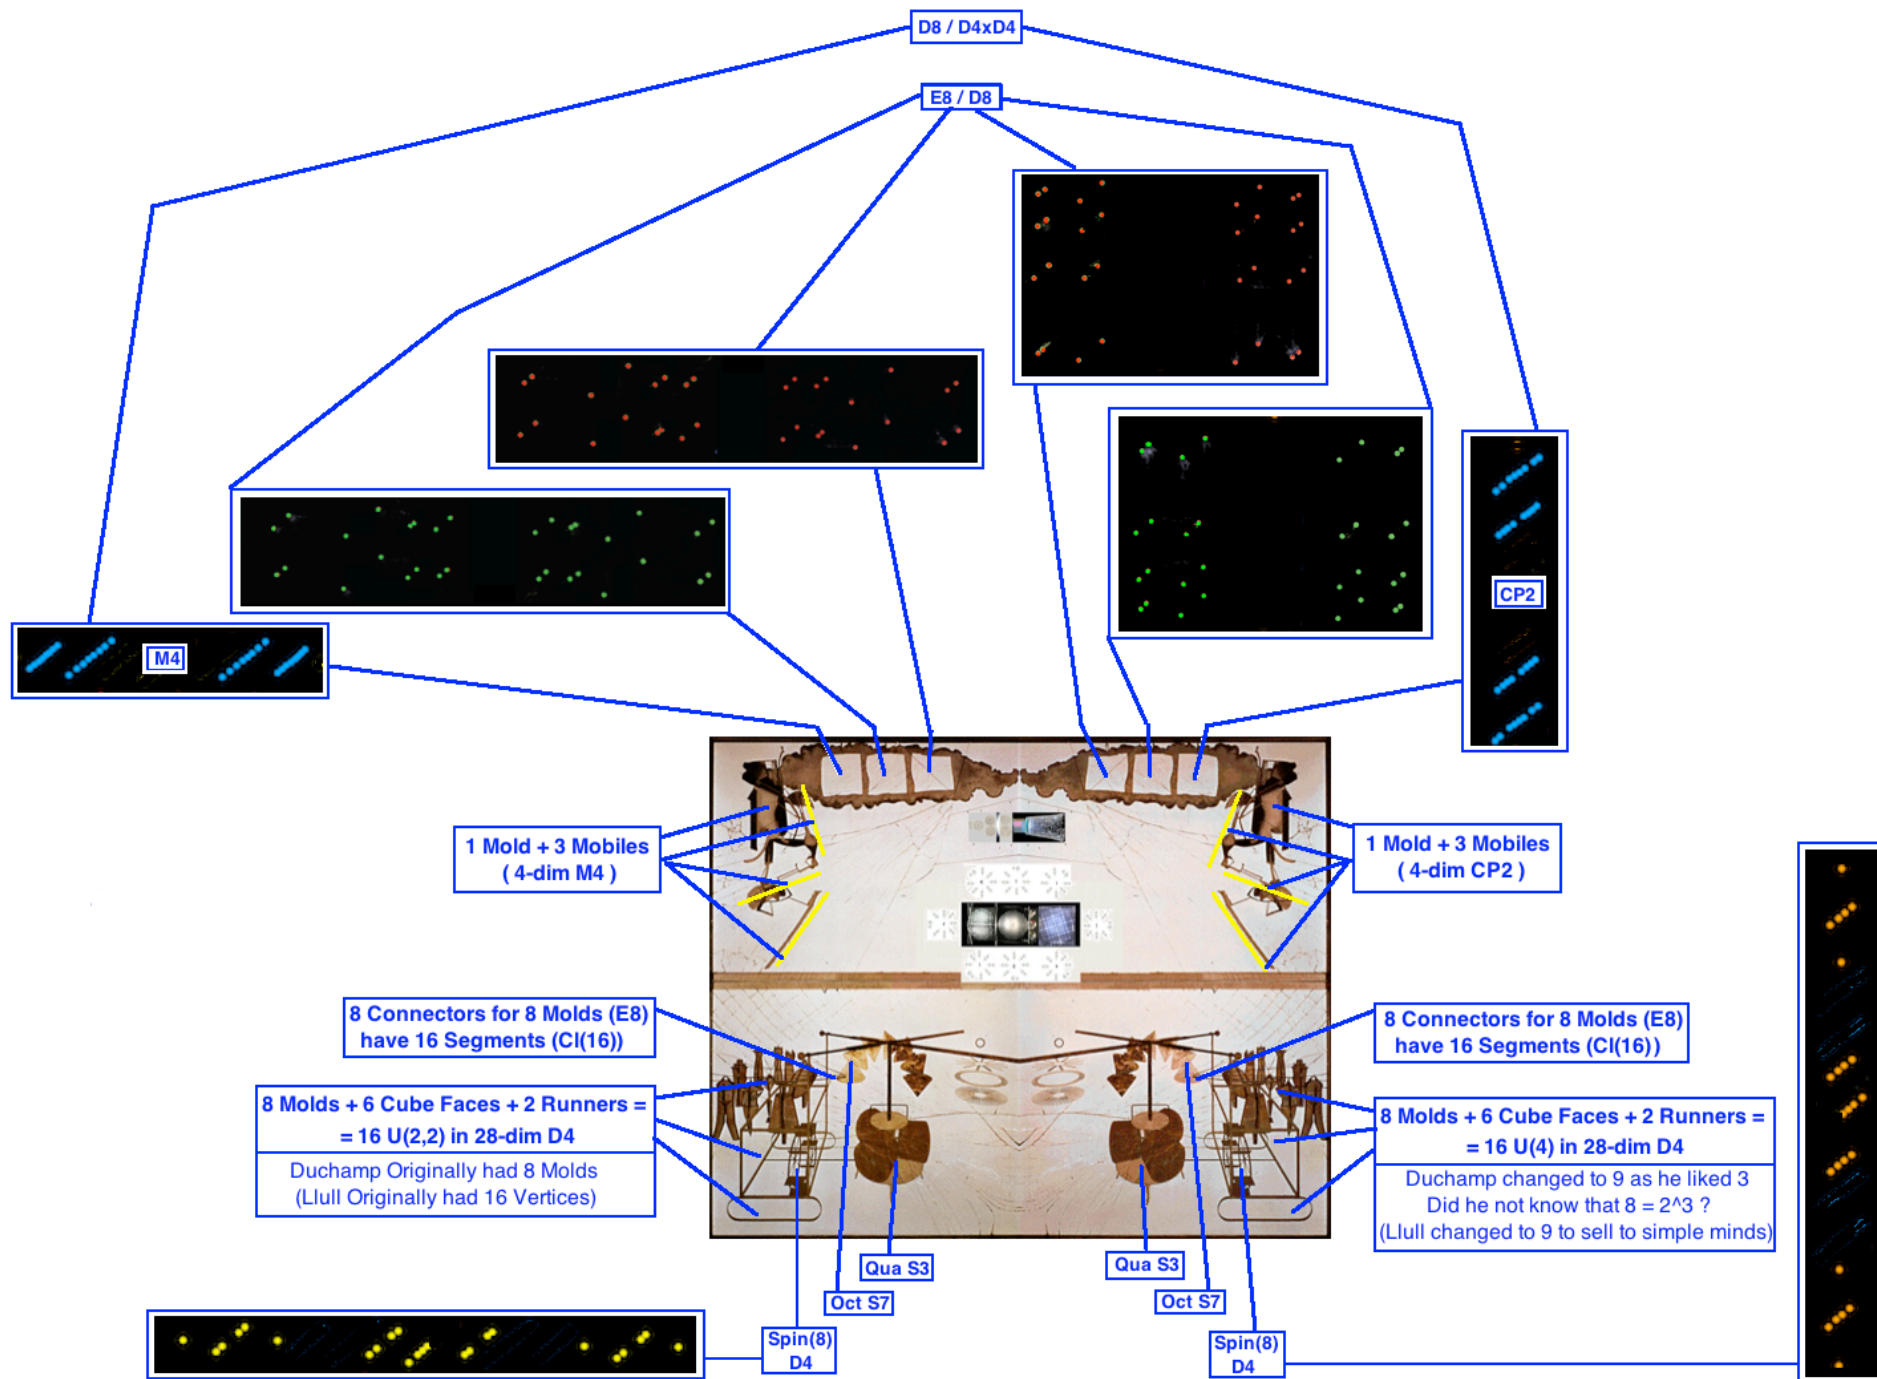 D8 / D4xD4
E8 / D8
CP2
M4
1 Mold + 3 Mobiles
( 4-dim M4 )
1 Mold + 3 Mobiles
( 4-dim CP2 )
8 Connectors for 8 Molds (E8)
have 16 Segments (Cl(16))
8 Connectors for 8 Molds (E8)
have 16 Segments (Cl(16))
8 Molds + 6 Cube Faces + 2 Runners =
= 16 U(2,2) in 28-dim D4
Duchamp Originally had 8 Molds
(Llull Originally had 16 Vertices)
8 Molds + 6 Cube Faces + 2 Runners =
= 16 U(4) in 28-dim D4
Duchamp changed to 9 as he liked 3
Did he not know that 8 = 2^3 ?
(Llull changed to 9 to sell to simple minds)
Qua S3
Qua S3
Oct S7
Oct S7
Spin(8)
D4
Spin(8)
D4